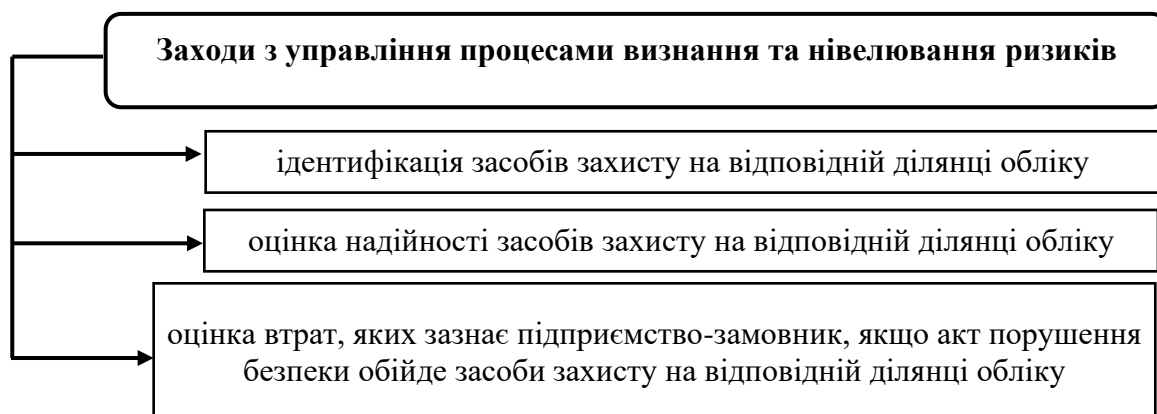 Заходи з управління процесами визнання та нівелювання ризиків
ідентифікація засобів захисту на відповідній ділянці обліку
оцінка надійності засобів захисту на відповідній ділянці обліку
оцінка втрат, яких зазнає підприємство-замовник, якщо акт порушення
безпеки обійде засоби захисту на відповідній ділянці обліку